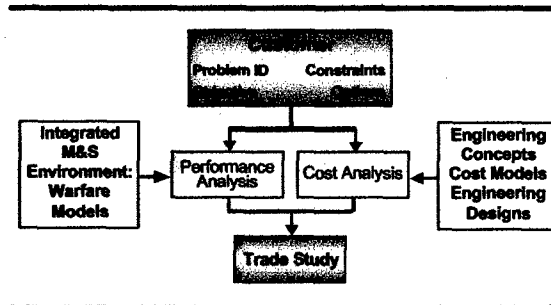 Customer
Problem ID Constraints
Integrated
M&S
Environment:
Warfare
Models
Performance
Analysis
Cost Analysis
Engineering
Concepts
Cost Models
Engineering
Designs
Trade Study